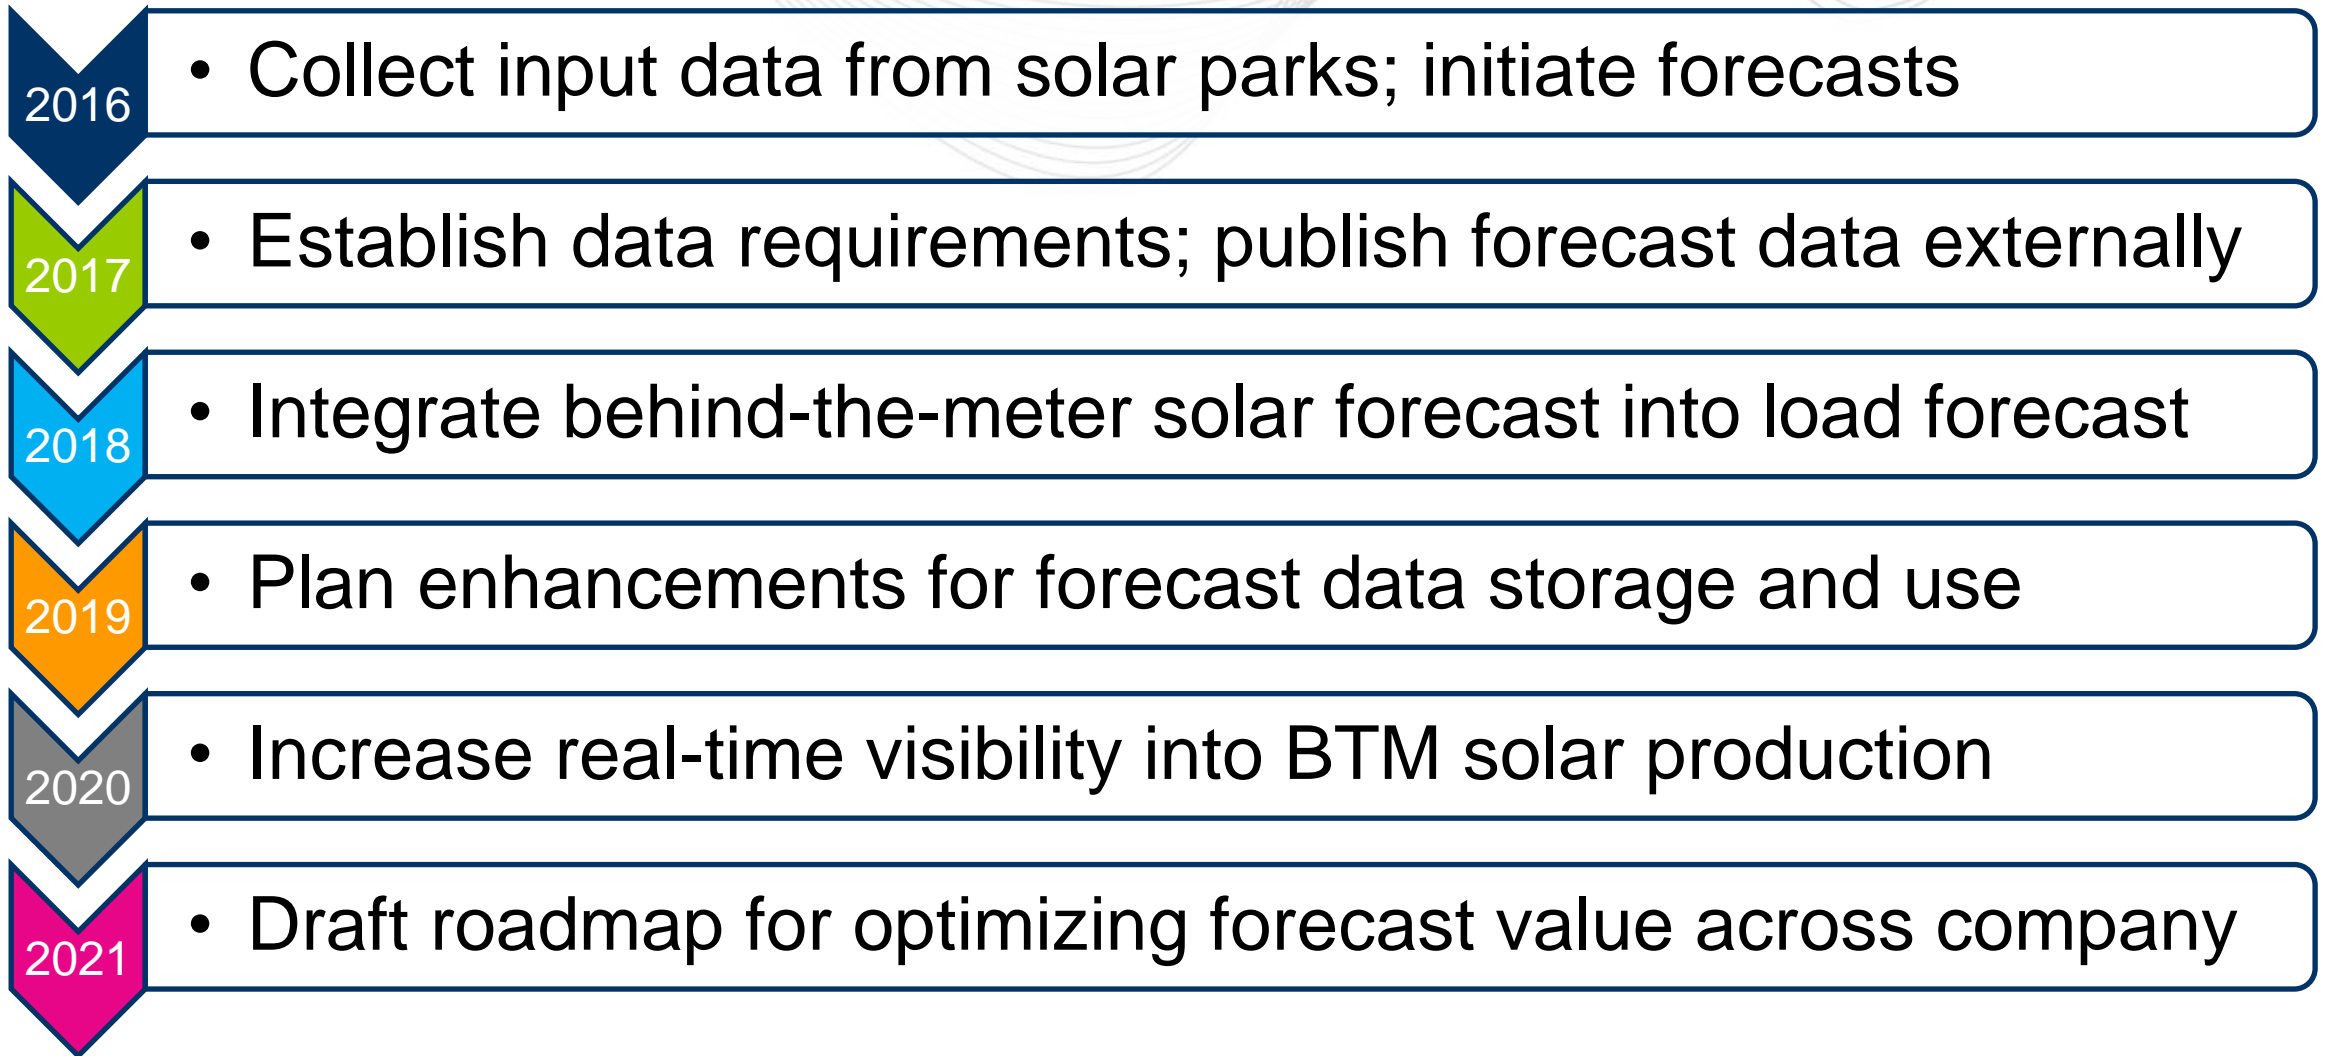 2016
• Collect input data from solar parks; initiate forecasts
2017
• Establish data requirements; publish forecast data externally
2018
• Integrate behind-the-meter solar forecast into load forecast
2019
• Plan enhancements for forecast data storage and use
2020
• Increase real-time visibility into BTM solar production
2021
• Draft roadmap for optimizing forecast value across company